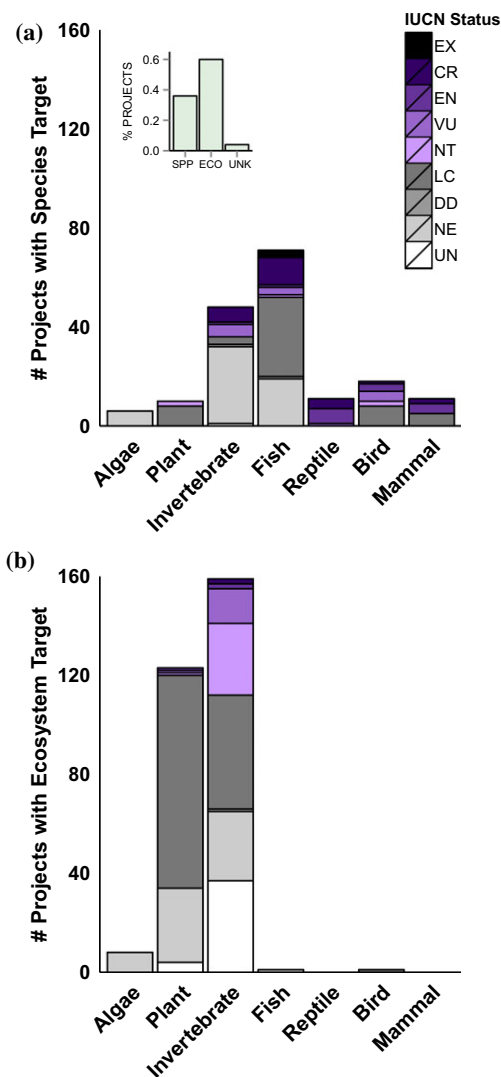 (a)
IUCN Status
EX
CR
EN
VU
NT
LC
DD
NE
UN
% PROJECTS
0.6
0.4
0.2
0.0
SPP ECO UNK
# Projects with Species Target
160
120
80
40
0
Algae
Plant
Invertebrate
Fish
Reptile
Bird
Mammal
(b)
# Projects with Ecosystem Target
160
120
80
40
0
Algae
Plant
Invertebrate
Fish
Reptile
Bird
Mammal